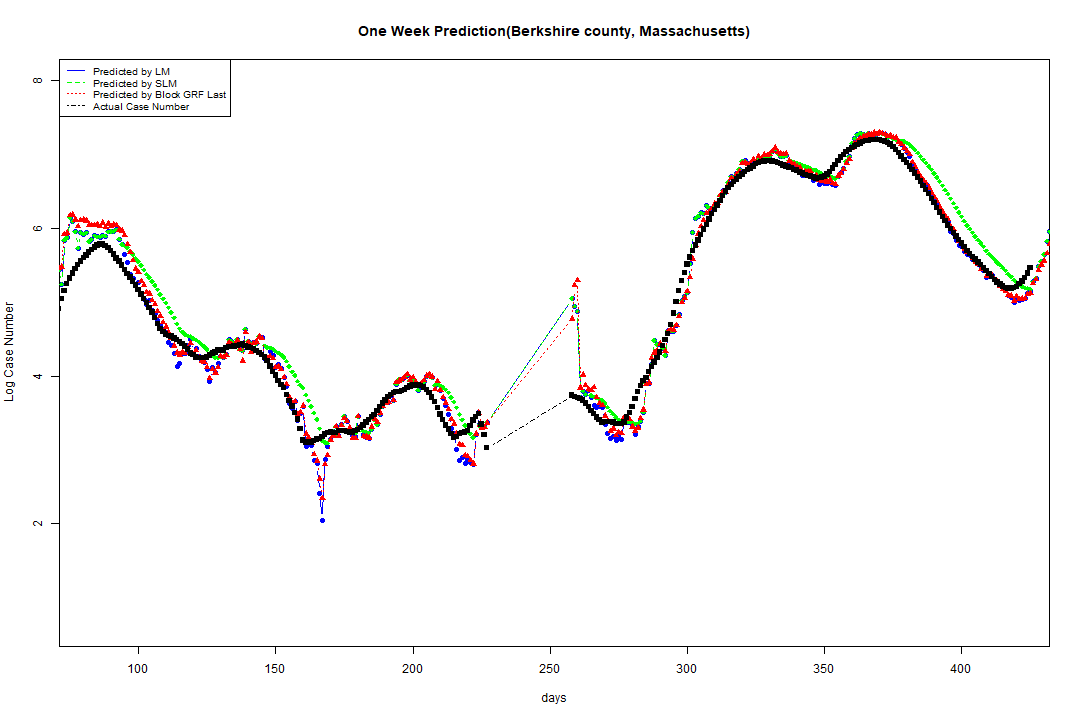 One Week Prediction(Berkshire county, Massachusetts)
Predicted by LM
Predicted by SLM
Predicted by Block GRF Last
Actual Case Number
8
6
4
2
Log Case Number
100 150 200 250 300 350 400
days